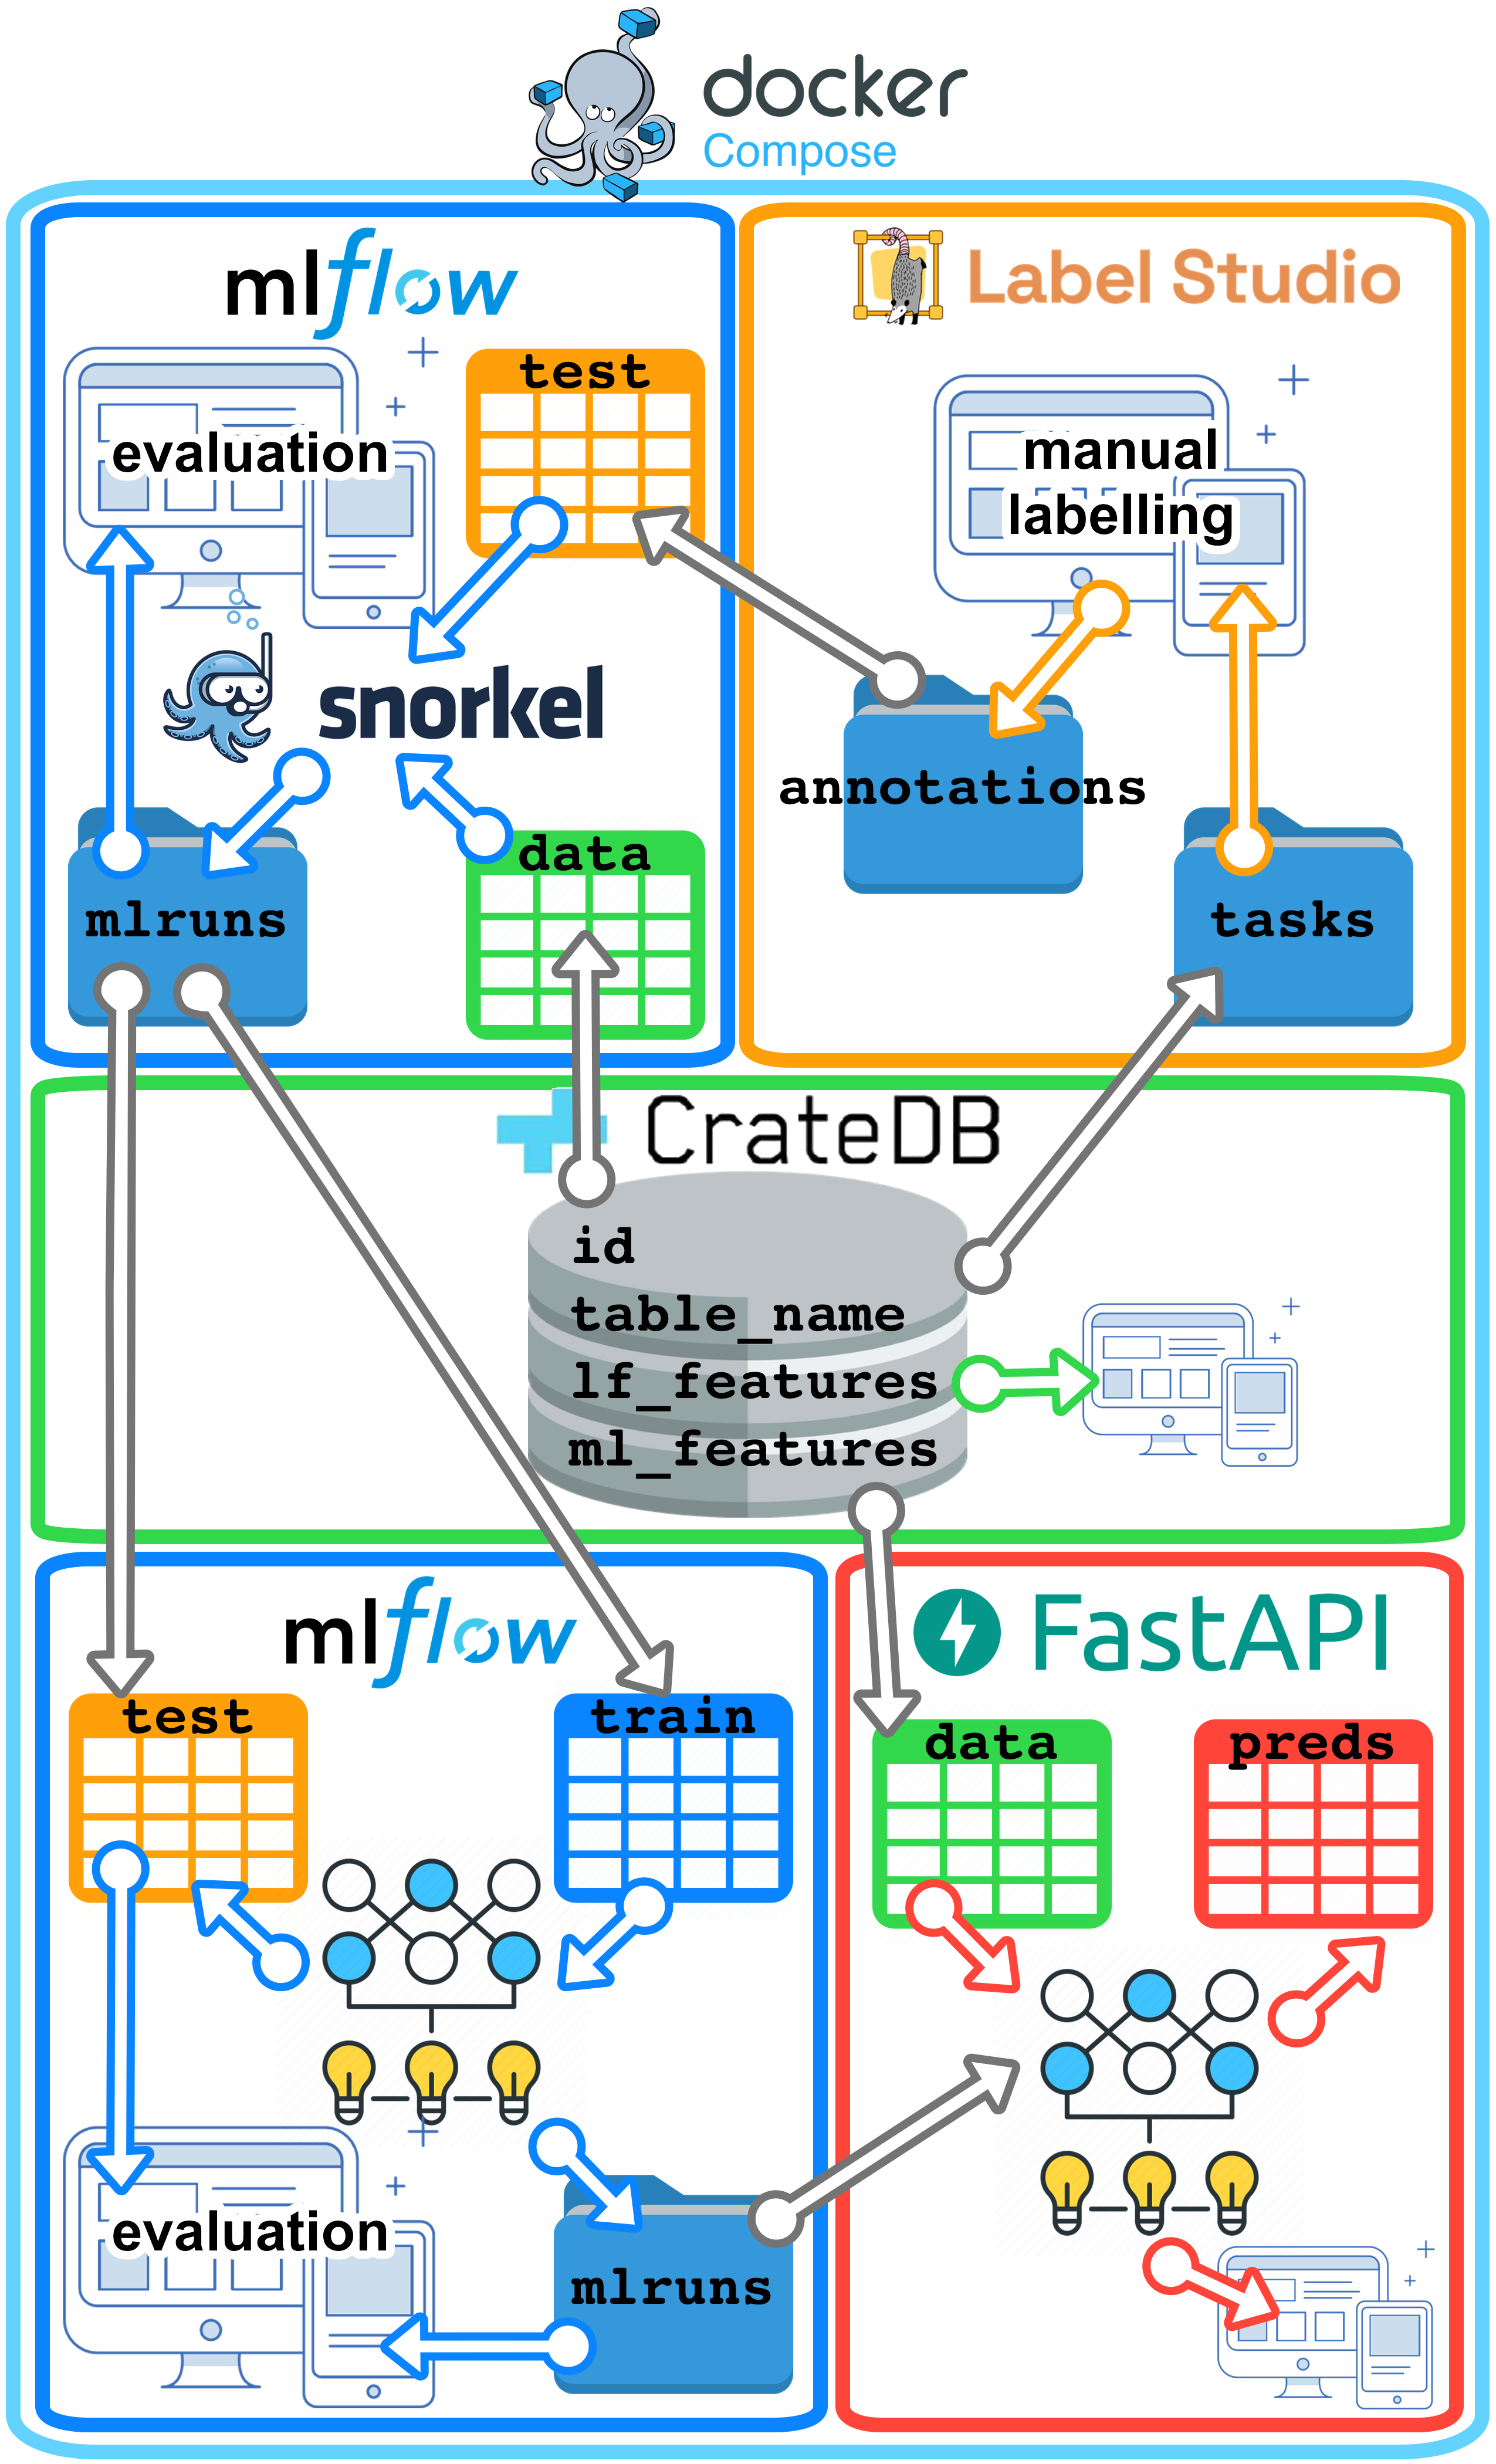 docker
Compose
mlflow
Label Studio
test
evaluation
manual
labelling
snorkel
annotations
data
mlruns
tasks
CrateDB
id
table_name
lf_features
ml_features
mlflow
FastAPI
test
train
data
preds
evaluation
mlruns